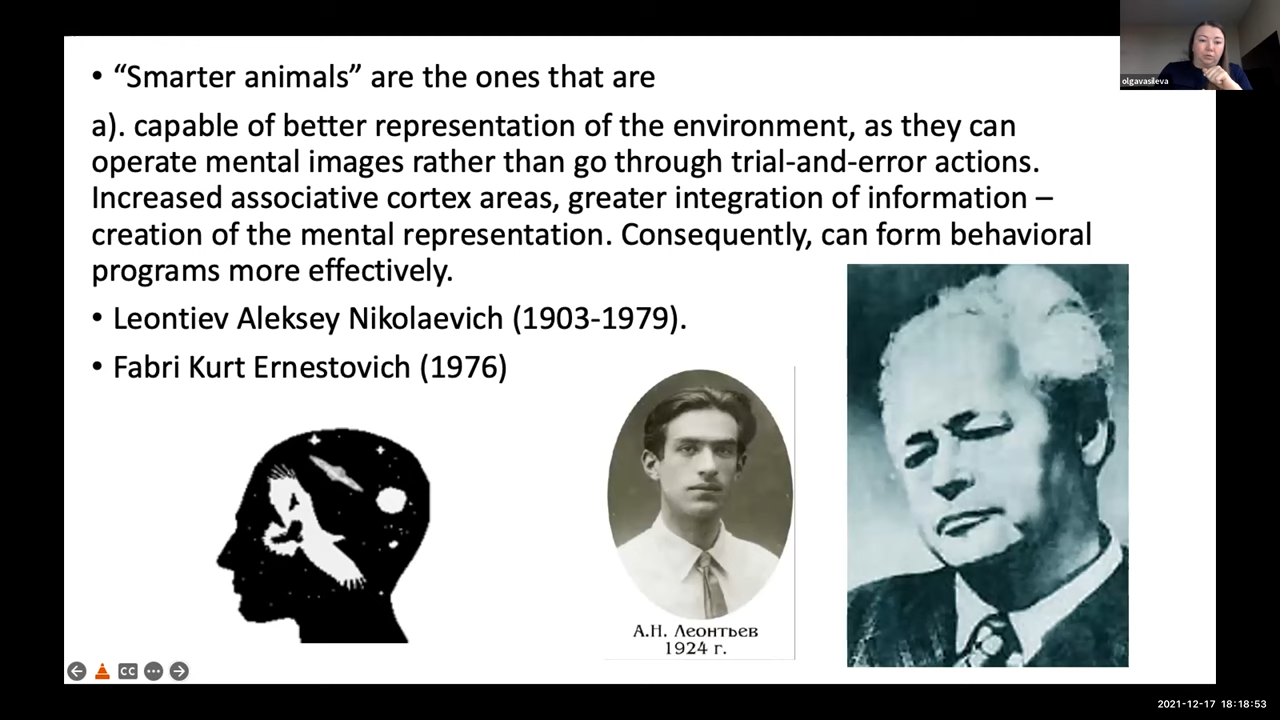 • “Smarter animals” are the ones that are
a). capable of better representation of the environment, as they can
operate mental images rather than go through trial-and-error actions.
Increased associative cortex areas, greater integration of information –
creation of the mental representation. Consequently, can form behavioral
programs more effectively.
• Leontiev Aleksey Nikolaevich (1903-1979).
• Fabri Kurt Ernestovich (1976)
А.Н. Леонтьев
1924 г.
CC
olgavasileva
2021-12-17 18:18:53